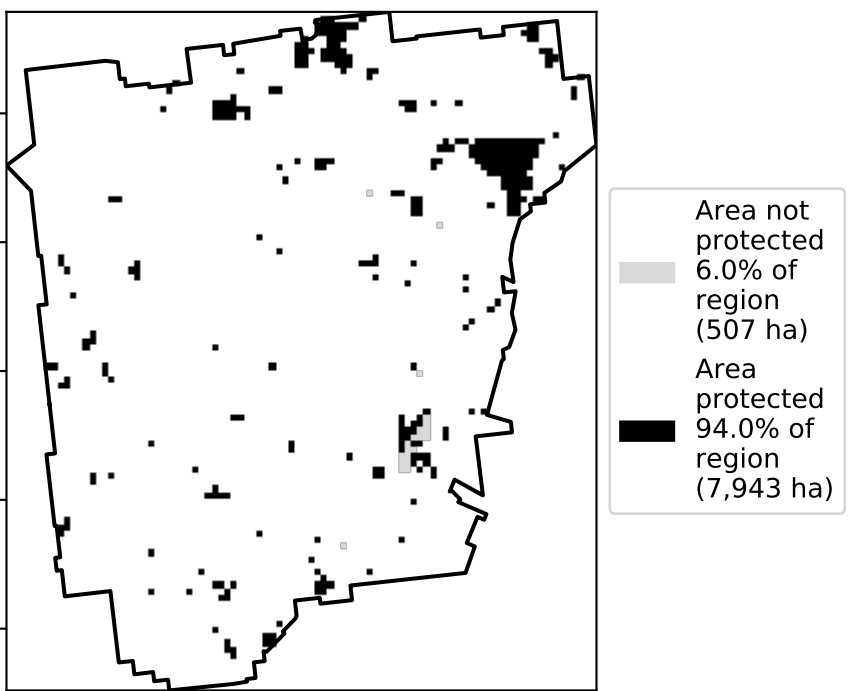 Area not
protected
6.0% of
region
(507 ha)
Area
protected
94.0% of
region
(7,943 ha)